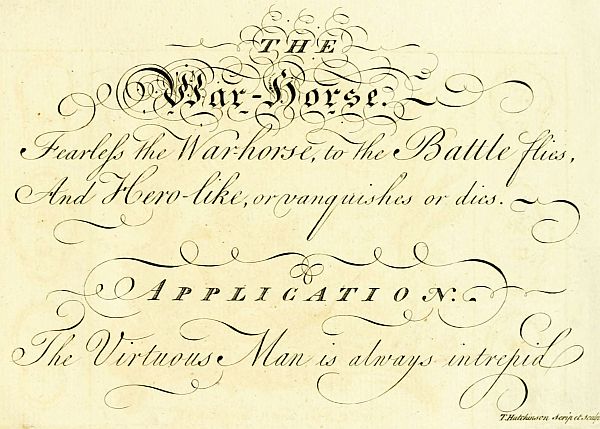 THE
War-Horse.
Fearleſs the War-horse, to the Battle flies,
And Hero-like, or vanquishes or dies.
APPLICATION.
The Virtuous Man is always intrepid
T. Hutchinson Scrip et Sculp